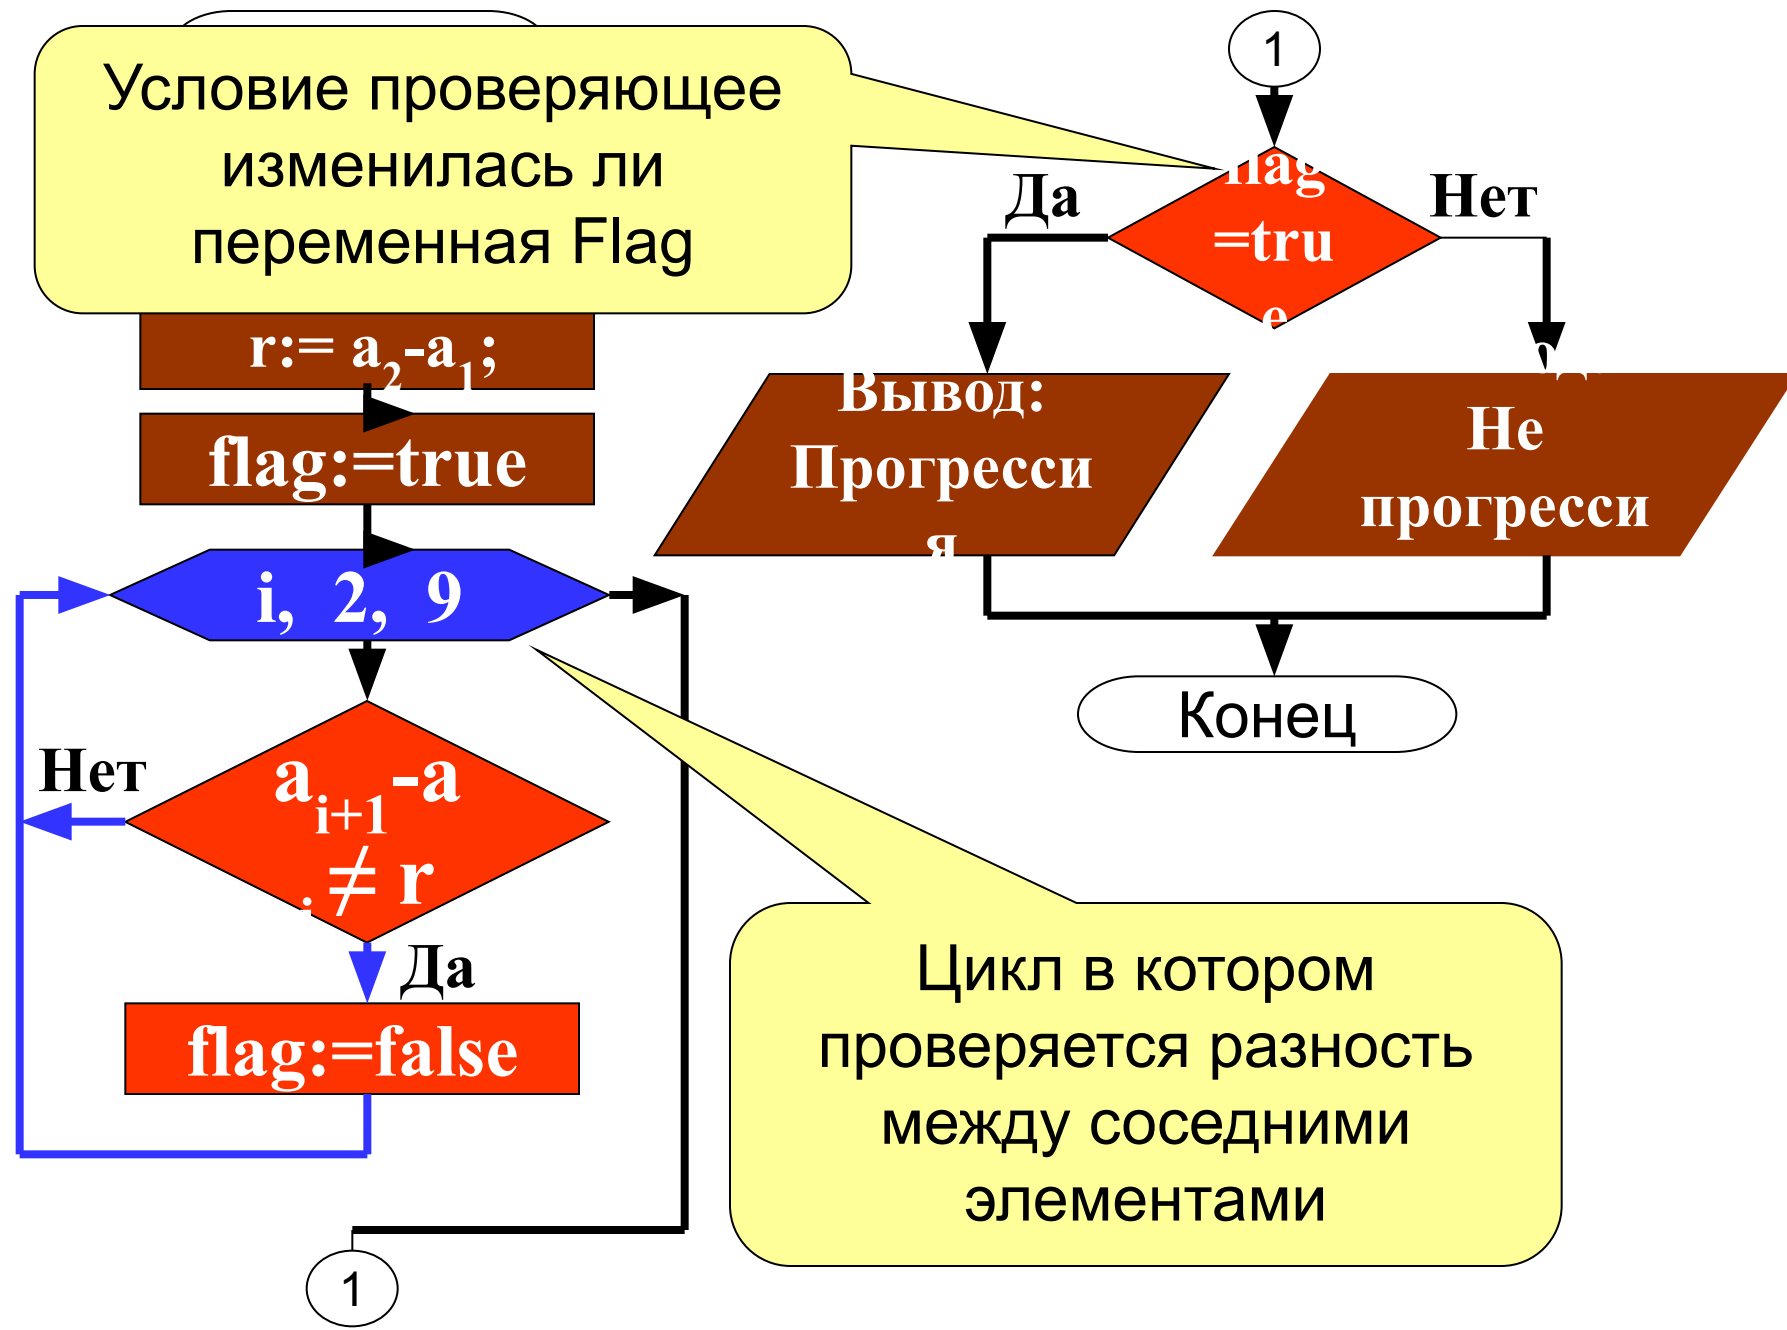 Условие проверяющее
изменилась ли
переменная Flag
r:= a₂-a₁;
flag:=true
i, 2, 9
Нет
aᵢ₊₁-a
ᵢ ≠ r
Да
flag:=false
1
1
flag
=tru
e
Да
Нет
Вывод:
Прогресси
я
Не
прогресси
Конец
Цикл в котором
проверяется разность
между соседними
элементами